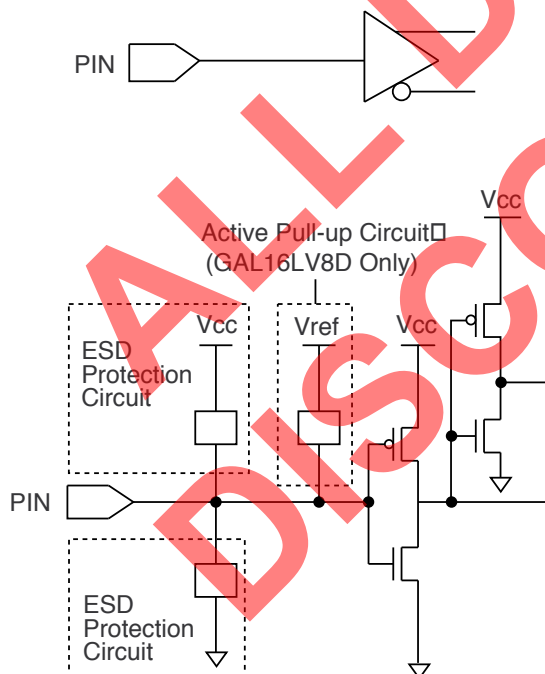 PIN
Vcc
Active Pull-up Circuit□
(GAL16LV8D Only)
Vcc
Vref
Vcc
ESD
Protection
Circuit
PIN
ESD
Protection
Circuit
ALL D
DISCO